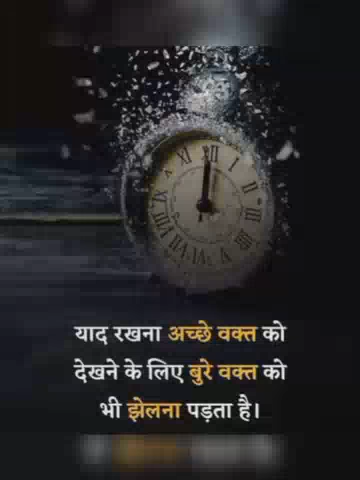 याद रखना अच्छे वक्त को
देखने के लिए बुरे वक्त को
भी झेलना पड़ता है।